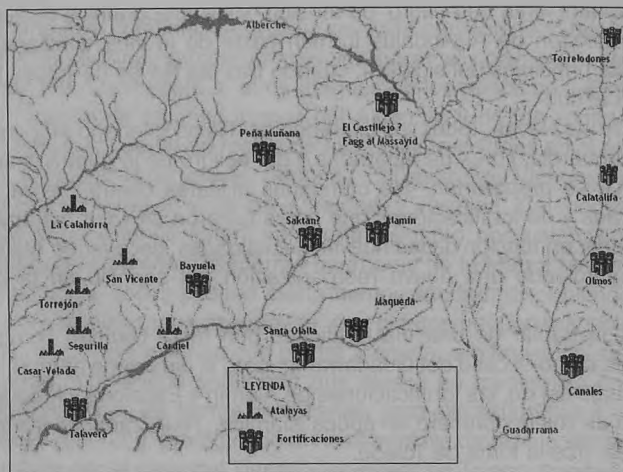 Alberche
Torrelodones
El Castillejo ?
Fagg al Massayid
Peña Muñana
Calatalifa
La Calahorra
Saktan?
Alamín
San Vicente
Bayuela
Olmos
Torrejón
Maqueda
Segurilla
Cardiel
Santa Olalla
Casar-Velada
Canales
LEYENDA
Atalayas
Talavera
Guadarrama
Fortificaciones